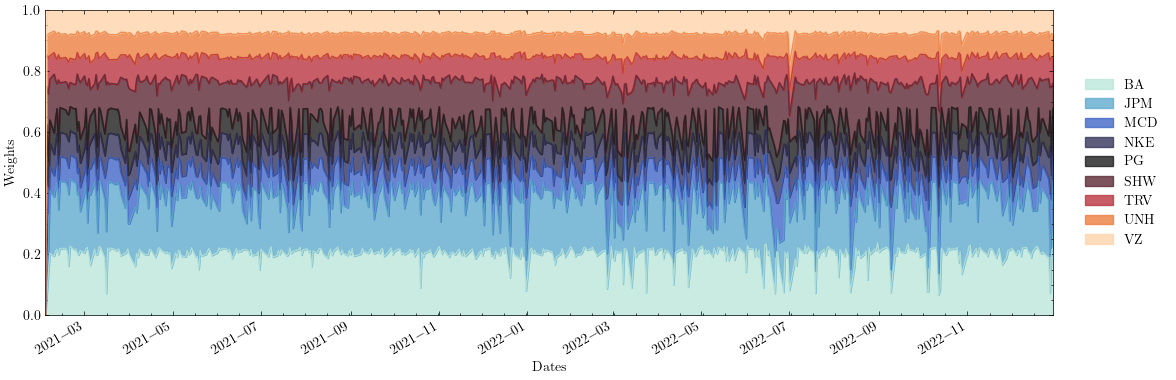 1.0
0.8
0.6
0.4
0.2
0.0
Weights
2021-03
2021-05
2021-07
2021-09
2021-11
2022-01
2022-03
2022-05
2022-07
2022-09
2022-11
Dates
BA
JPM
MCD
NKE
PG
SHW
TRV
UNH
VZ